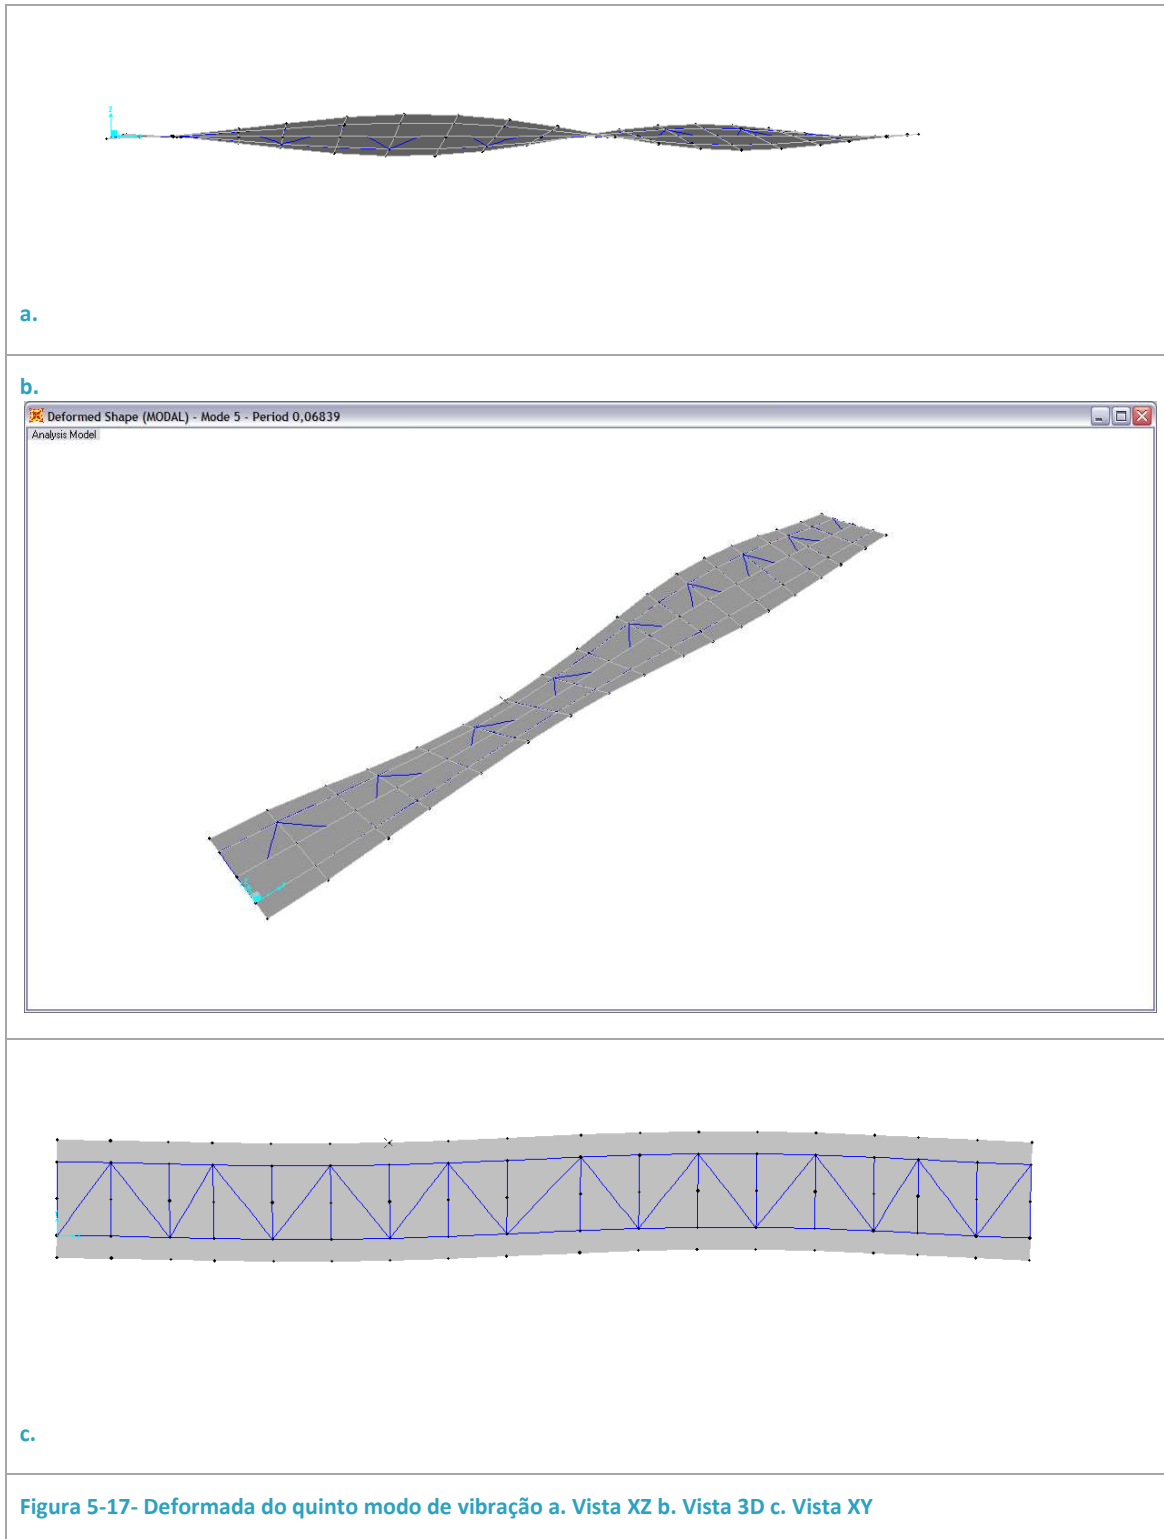 a.
b.
Deformed Shape (MODAL) - Mode 5 - Period 0,06839
Analysis Model
c.
Figura 5-17- Deformada do quinto modo de vibração a. Vista XZ b. Vista 3D c. Vista XY